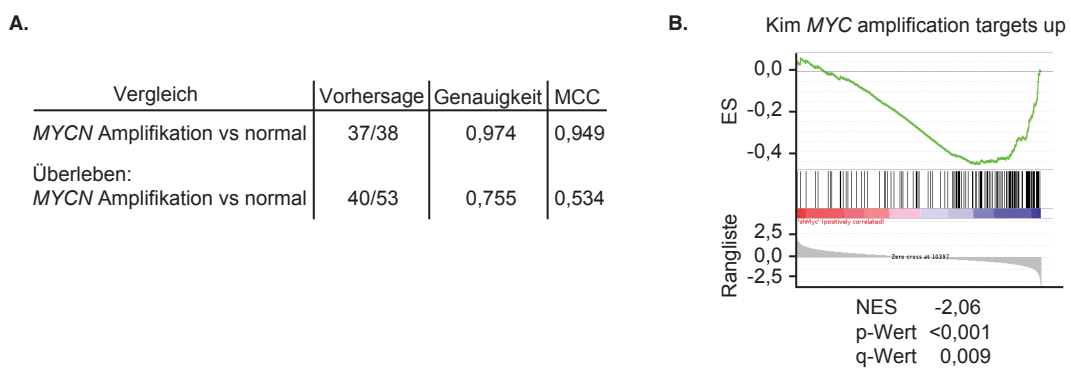 A.
Vergleich Vorhersage Genauigkeit MCC
MYCN Amplifikation vs normal 37/38 0,974 0,949
Überleben:
MYCN Amplifikation vs normal 40/53 0,755 0,534
B.
Kim MYC amplification targets up
ES
0,0
-0,2
-0,4
'shMyc' (positively correlated)
Rangliste
2,5
0,0
-2,5
Zero cross at 10397
NES -2,06
p-Wert <0,001
q-Wert 0,009